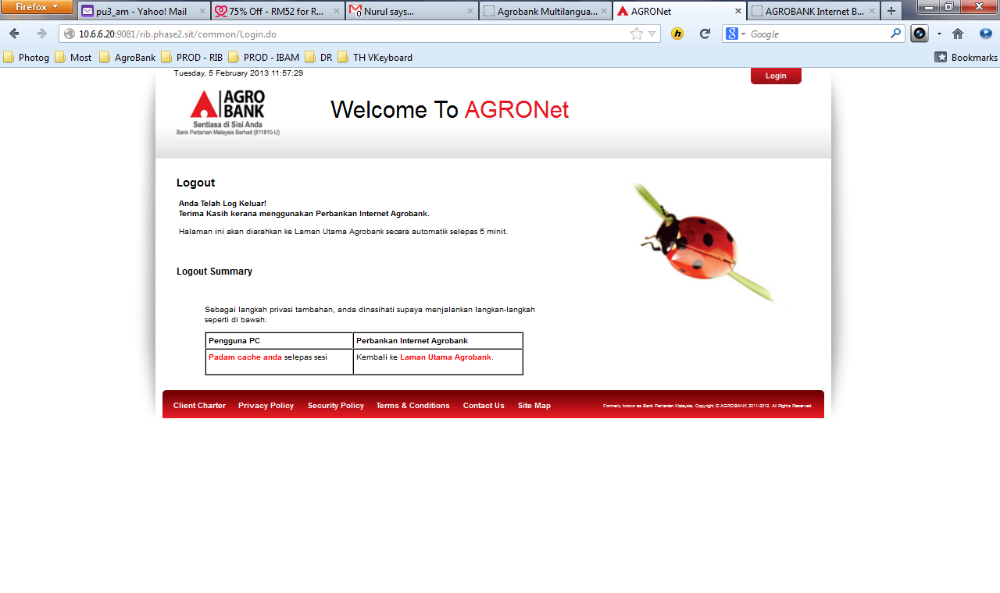 Firefox
pu3_am - Yahoo! Mail
75% Off - RM52 for R...
Nurul says...
Agrobank Multilangua...
AGRONet
AGROBANK Internet B...
10.6.6.20:9081/rib.phase2.sit/common/Login.do
Google
Photog
Most
AgroBank
PROD - RIB
PROD - IBAM
DR
TH VKeyboard
Bookmarks
Tuesday, 5 February 2013 11:57:29
Login
AGRO
BANK
Sentiasa di Sisi Anda
Bank Pertanian Malaysia Berhad (811810-U)
Welcome To AGRONet
Logout
Anda Telah Log Keluar!
Terima Kasih kerana menggunakan Perbankan Internet Agrobank.
Halaman ini akan diarahkan ke Laman Utama Agrobank secara automatik selepas 5 minit.
Logout Summary
Sebagai langkah privasi tambahan, anda dinasihati supaya menjalankan langkan-langkah
seperti di bawah:
Pengguna PC
Perbankan Internet Agrobank
Padam cache anda selepas sesi
Kembali ke Laman Utama Agrobank.
Client Charter
Privacy Policy
Security Policy
Terms & Conditions
Contact Us
Site Map
Formerly known as Bank Pertanian Malaysia. Copyright © AGROBANK 2011-2012. All Rights Reserved.